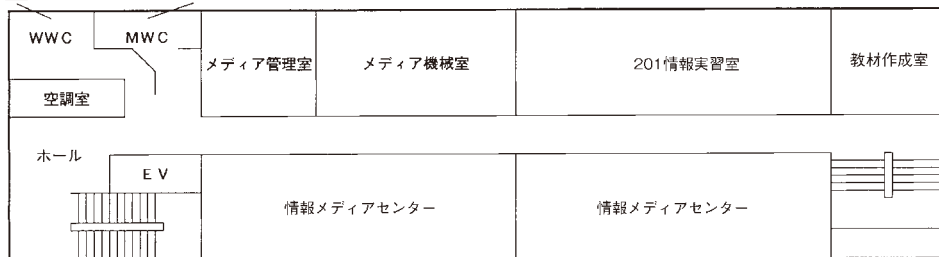 WWC
MWC
メディア管理室
メディア機械室
201情報実習室
教材作成室
空調室
ホール
EV
情報メディアセンター
情報メディアセンター